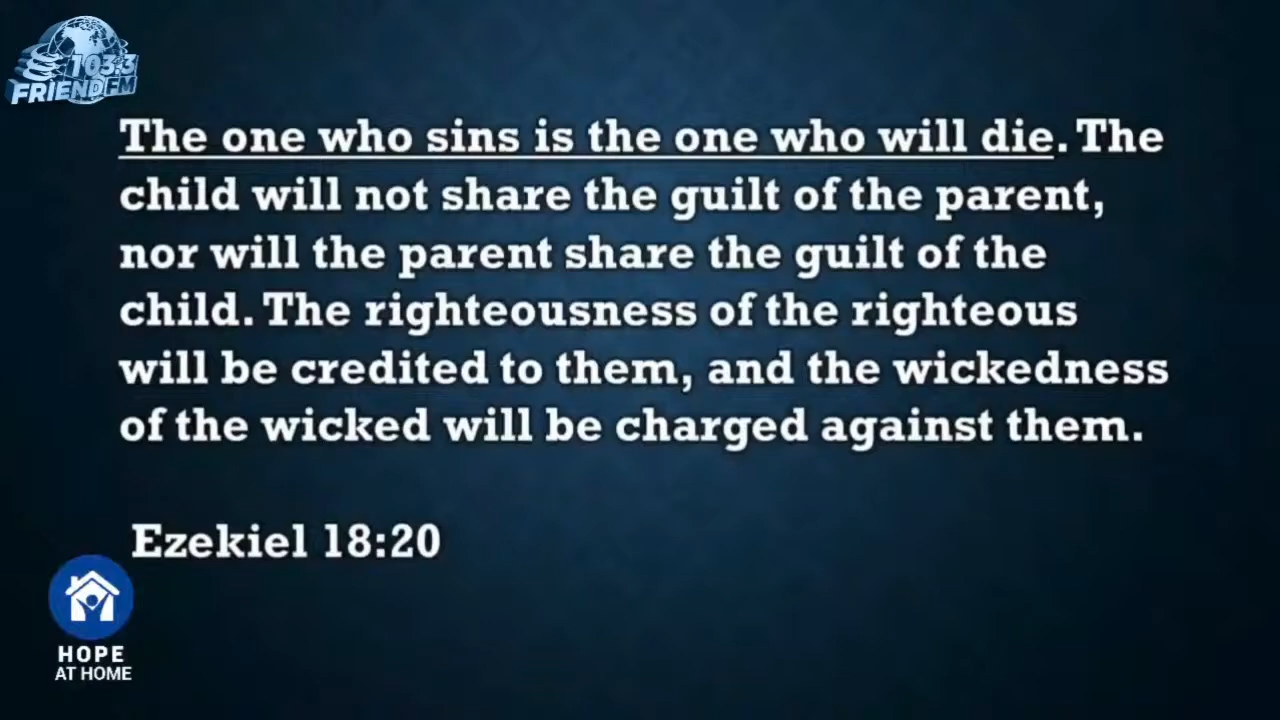 103.3
FRIEND FM
The one who sins is the one who will die. The
child will not share the guilt of the parent,
nor will the parent share the guilt of the
child. The righteousness of the righteous
will be credited to them, and the wickedness
of the wicked will be charged against them.
Ezekiel 18:20
HOPE
AT HOME